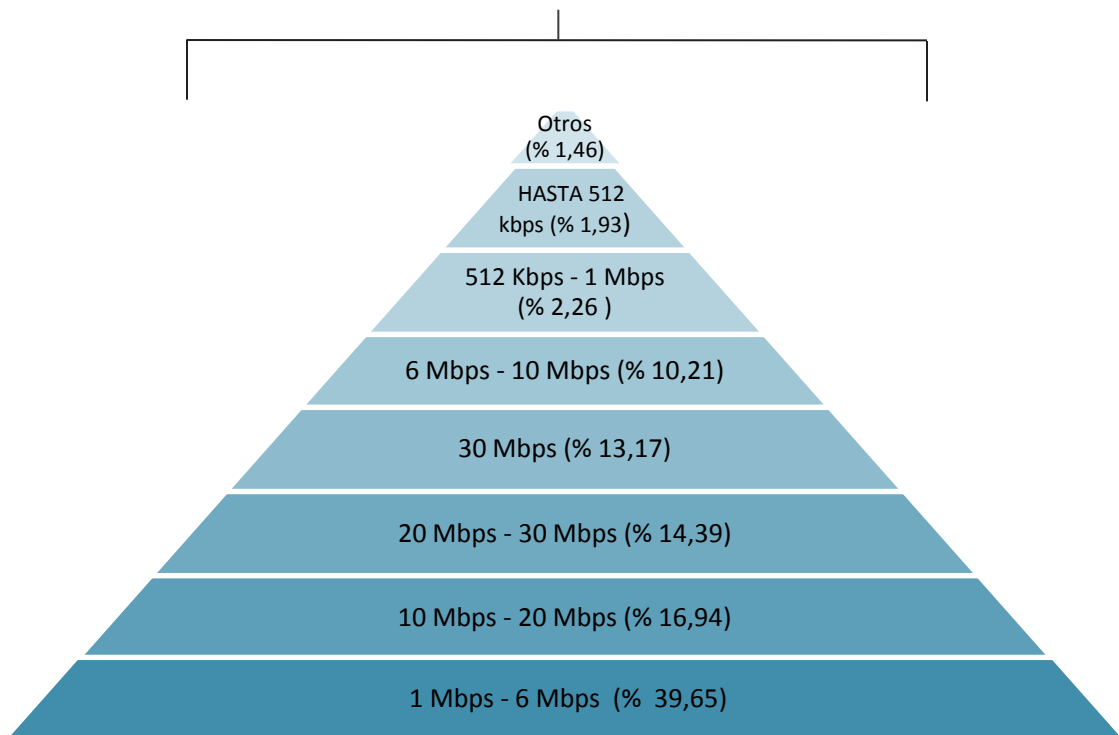 Otros
(% 1,46)
HASTA 512
kbps (% 1,93)
512 Kbps - 1 Mbps
(% 2,26 )
6 Mbps - 10 Mbps (% 10,21)
30 Mbps (% 13,17)
20 Mbps - 30 Mbps (% 14,39)
10 Mbps - 20 Mbps (% 16,94)
1 Mbps - 6 Mbps  (%  39,65)